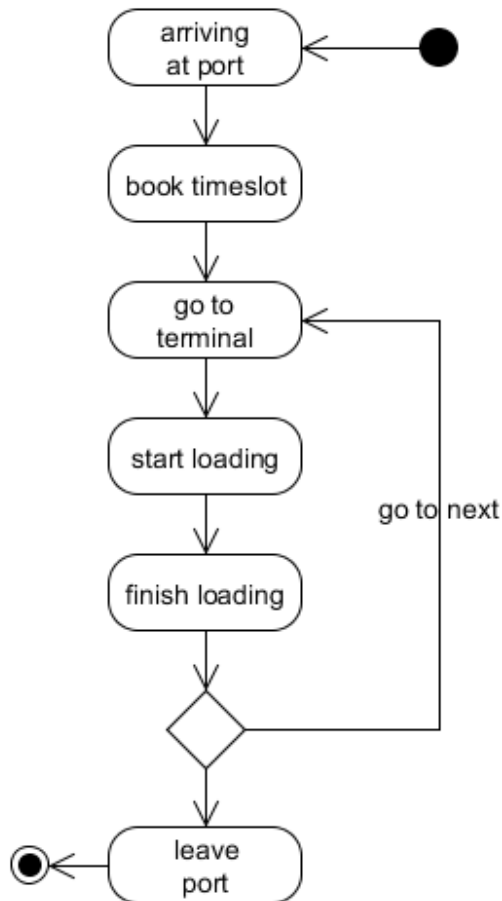 arriving
at port
book timeslot
go to
terminal
start loading
go to next
finish loading
leave
port